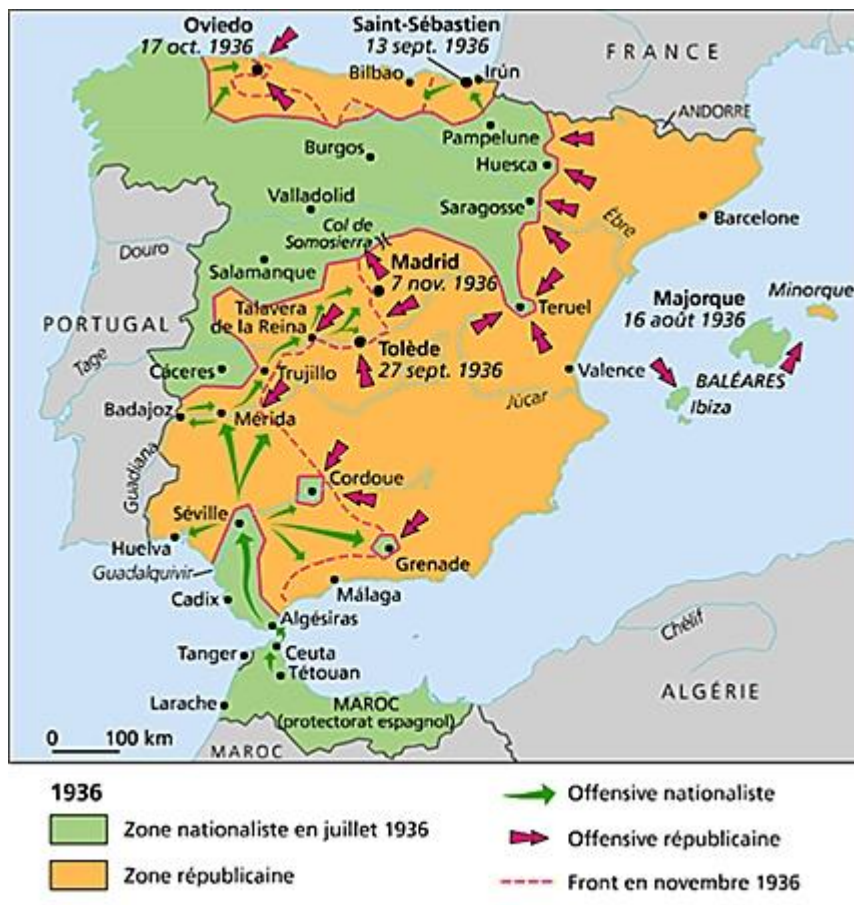 Oviedo
17 oct. 1936
Saint-Sébastien
13 sept. 1936
FRANCE
Bilbao
Irún
ANDORRE
Pampelune
Burgos
Huesca
Valladolid
Saragosse
Èbre
Barcelone
Col de
Somosierra
Douro
Salamanque
Madrid
7 nov. 1936
Teruel
Majorque
16 août 1936
Minorque
PORTUGAL
Talavera
de la Reina
Tolède
27 sept. 1936
Tage
Cáceres
Trujillo
Valence
BALÉARES
Ibiza
Badajoz
Mérida
Júcar
Guadiana
Cordoue
Séville
Huelva
Grenade
Guadalquivir
Málaga
Cadix
Algésiras
Chélif
Tanger
Ceuta
Tétouan
ALGÉRIE
Larache
MAROC
(protectorat espagnol)
0 100 km
MAROC
1936
Zone nationaliste en juillet 1936
Zone républicaine
Offensive nationaliste
Offensive républicaine
Front en novembre 1936